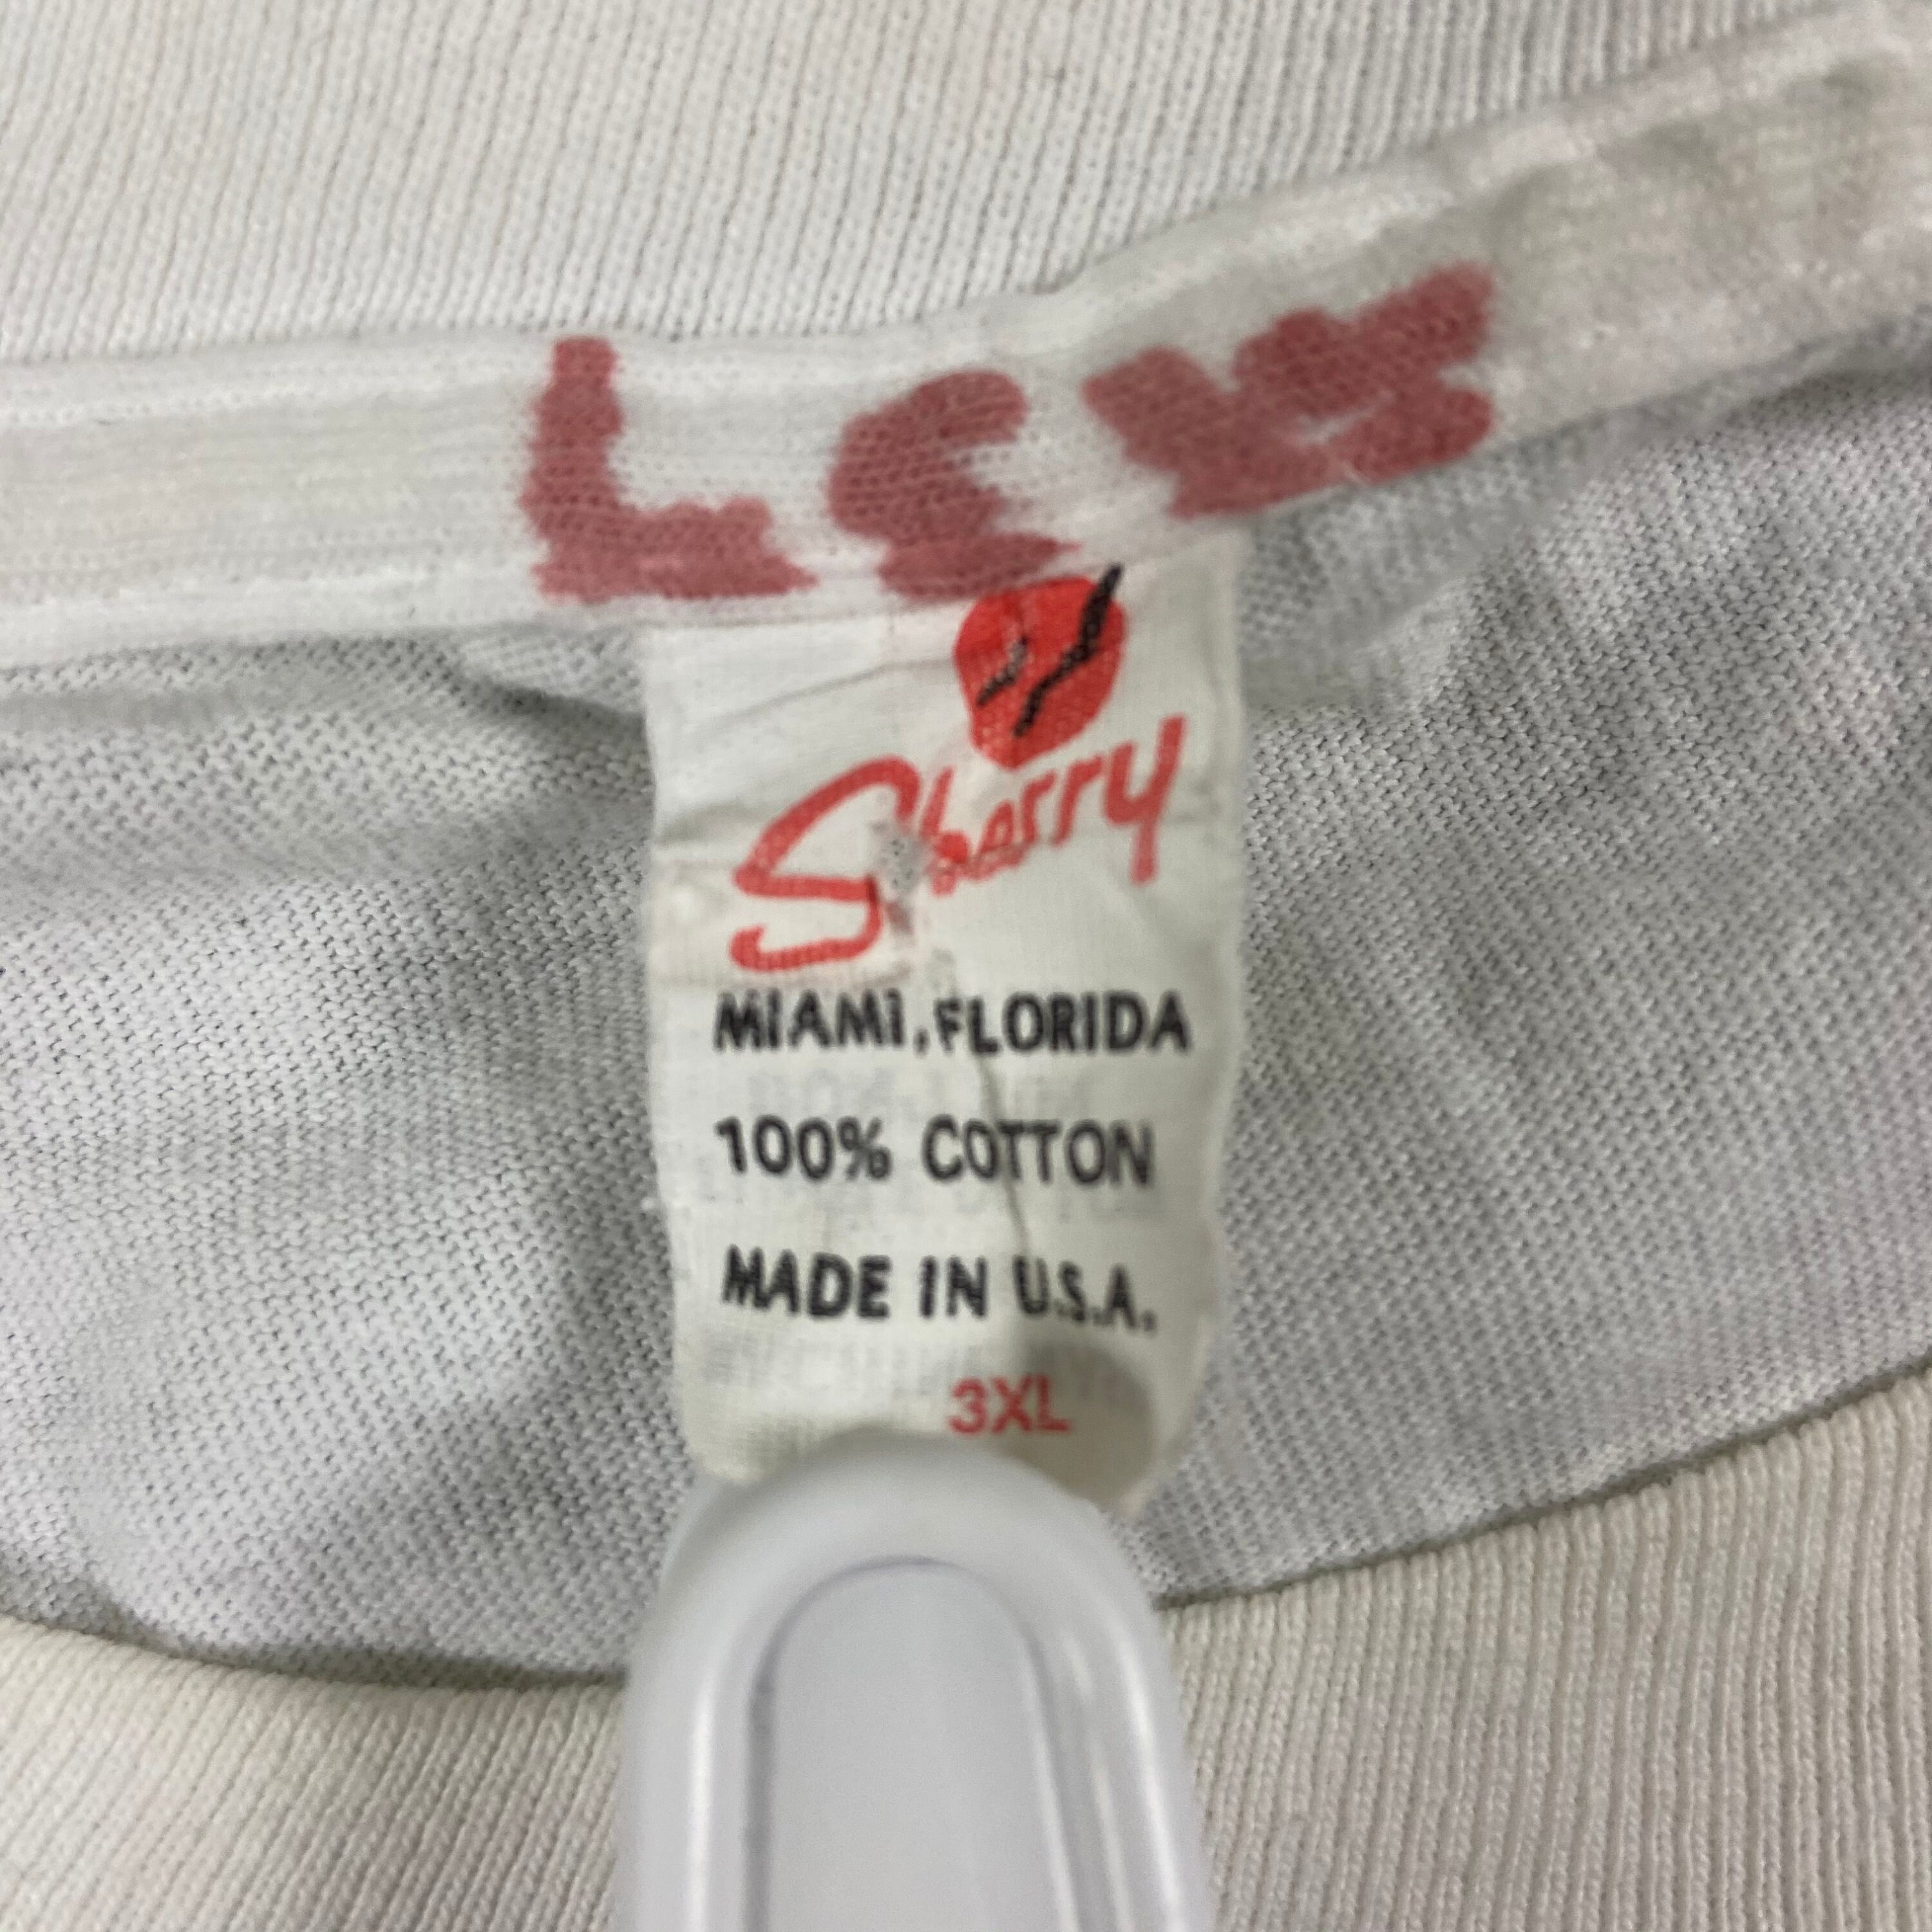 Sherry
MIAMI, FLORIDA
100% COTTON
MADE IN U.S.A.
3XL